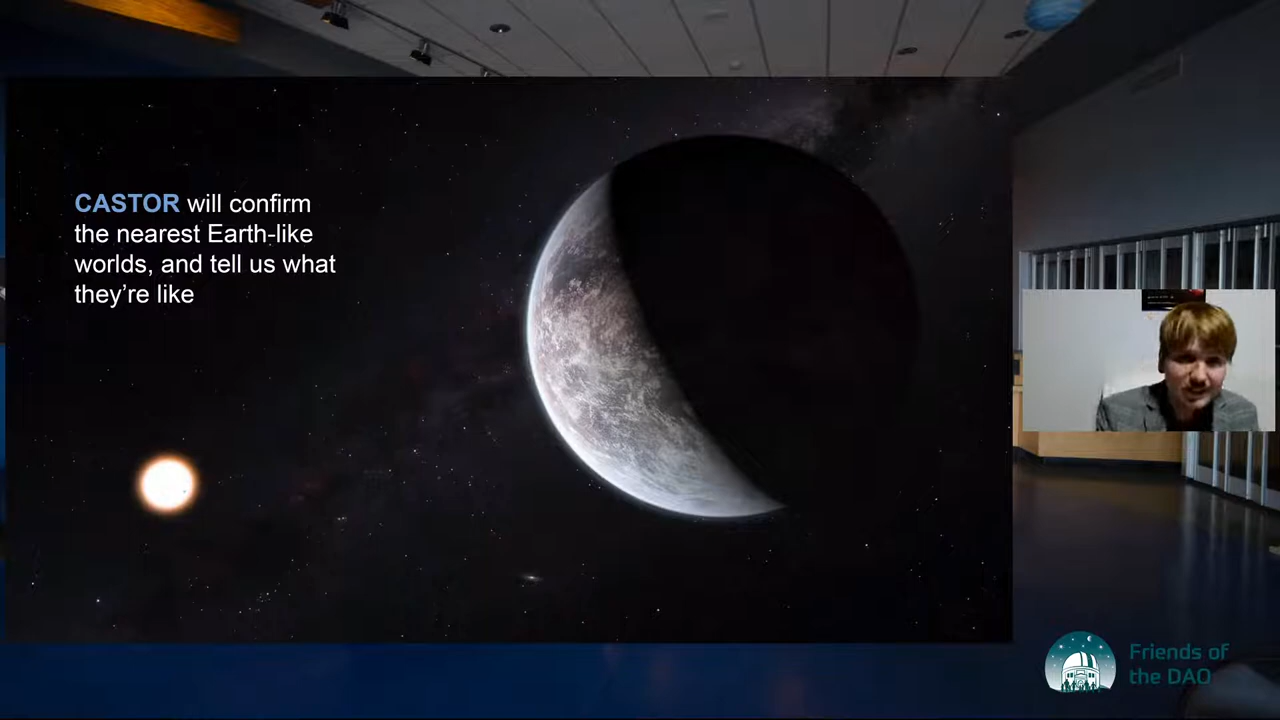 CASTOR will confirm
the nearest Earth-like
worlds, and tell us what
they’re like
Friends of
the DAO